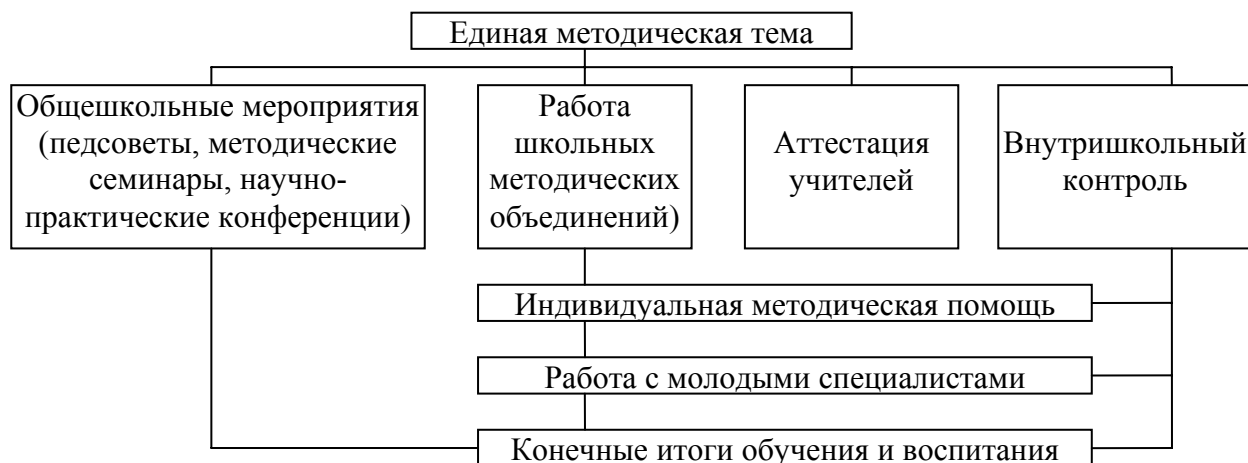 Единая методическая тема
Общешкольные мероприятия
(педсоветы, методические
семинары, научно-
практические конференции)
Работа
школьных
методических
объединений)
Аттестация
учителей
Внутришкольный
контроль
Индивидуальная методическая помощь
Работа с молодыми специалистами
Конечные итоги обучения и воспитания